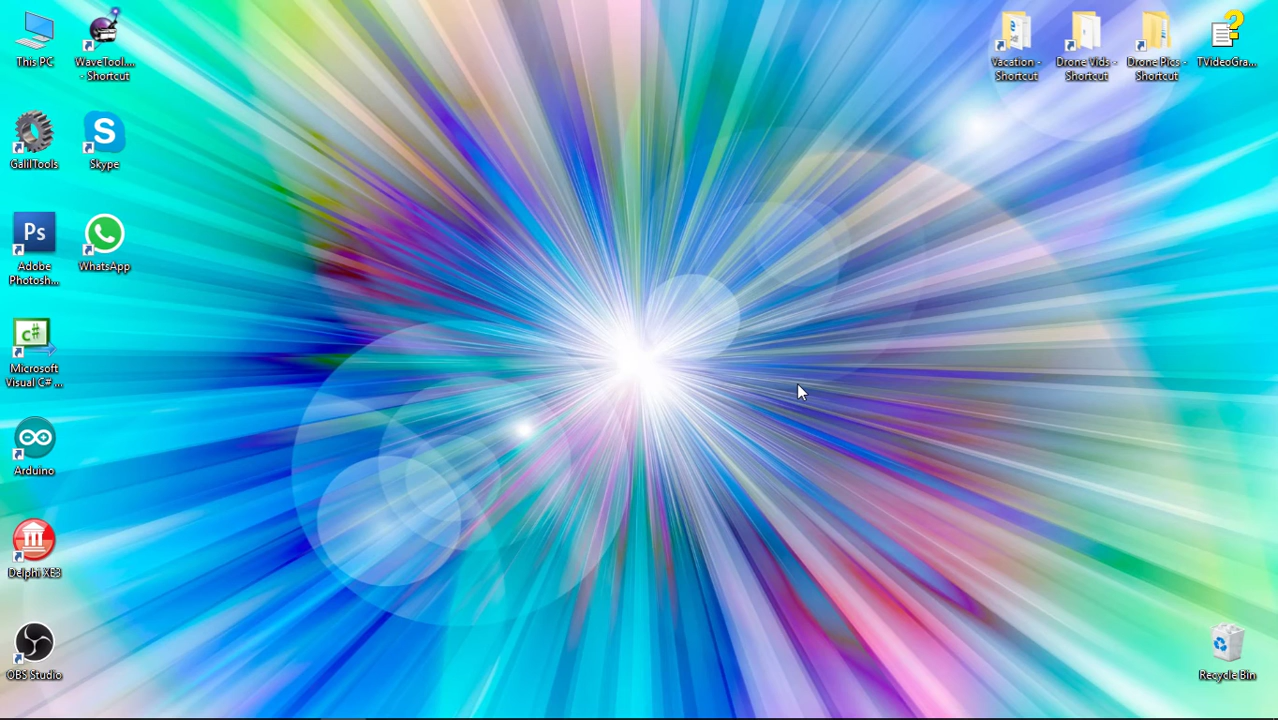 This PC
WaveTool...
- Shortcut
GalilTools
S
Skype
Ps
Adobe
Photosh...
WhatsApp
C#
Microsoft
Visual C# ...
Arduino
Delphi XE3
OBS Studio
Vacation -
Shortcut
Drone Vids -
Shortcut
Drone Pics -
Shortcut
TVideoGra...
Recycle Bin